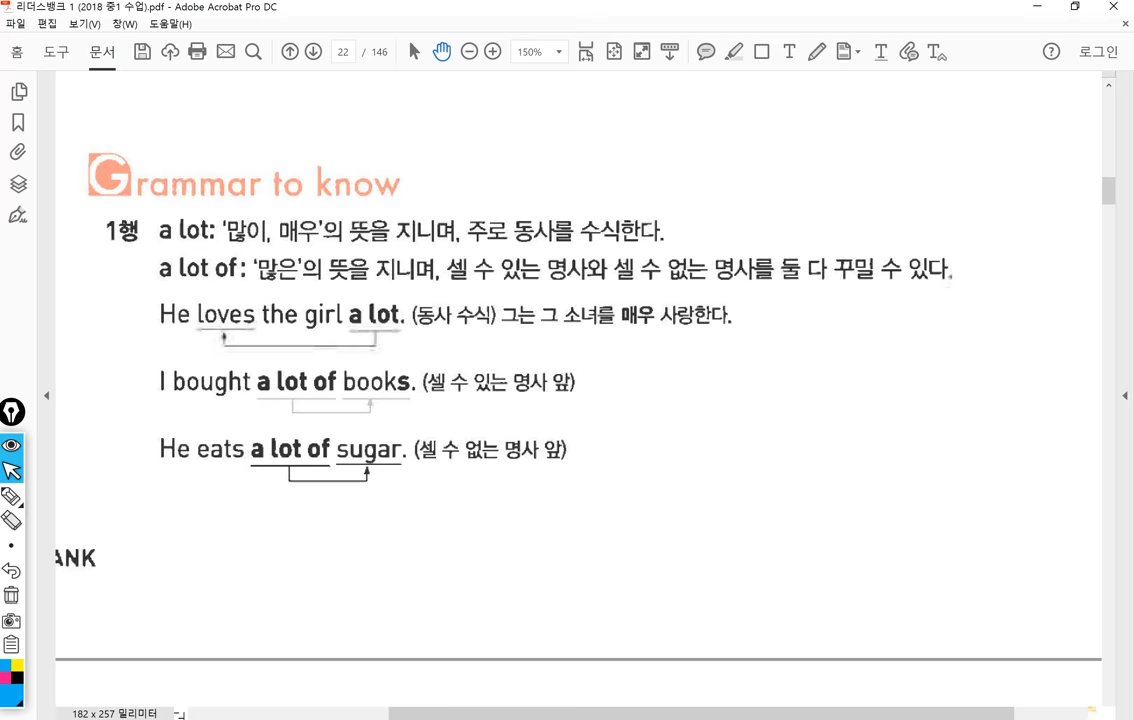 리더스뱅크 1 (2018 중1 수업).pdf - Adobe Acrobat Pro DC
파일 편집 보기(V) 창(W) 도움말(H)
홈 도구 문서 22 / 146 150% 로그인
Grammar to know
1행 a lot: ‘많이, 매우’의 뜻을 지니며, 주로 동사를 수식한다.
a lot of: ‘많은’의 뜻을 지니며, 셀 수 있는 명사와 셀 수 없는 명사를 둘 다 꾸밀 수 있다.
He loves the girl a lot. (동사 수식) 그는 그 소녀를 매우 사랑한다.
I bought a lot of books. (셀 수 있는 명사 앞)
He eats a lot of sugar. (셀 수 없는 명사 앞)
ANK
182 x 257 밀리미터